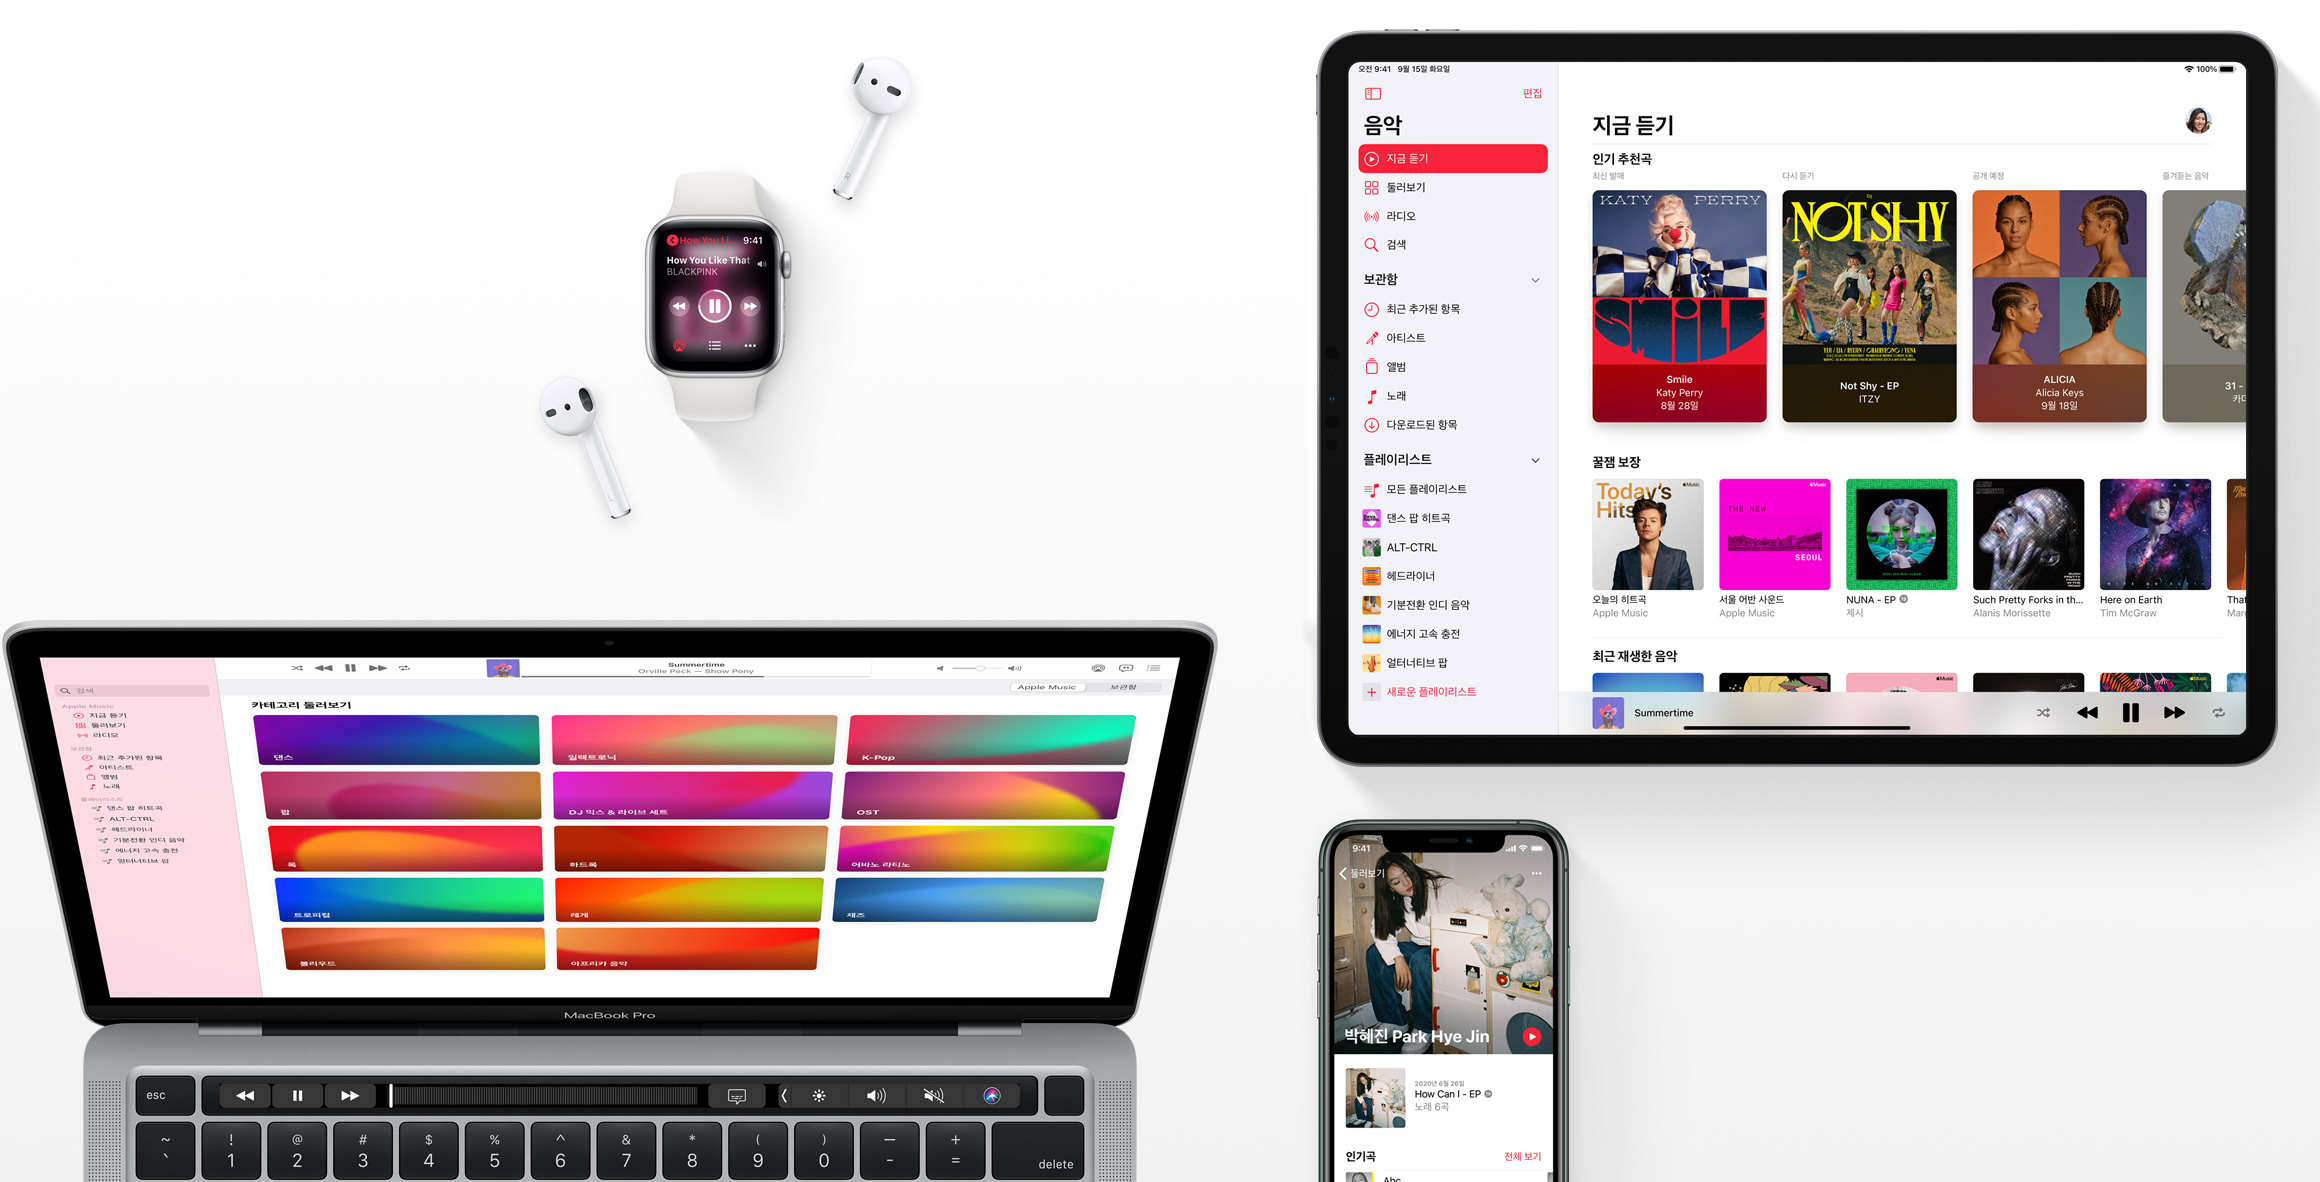 R
L
How You Li...
9:41
How You Like That
BLACKPINK
오전 9:41 9월 15일 화요일
100%
편집
음악
지금 듣기
둘러보기
라디오
검색
보관함
최근 추가된 항목
아티스트
앨범
노래
다운로드된 항목
플레이리스트
모든 플레이리스트
댄스 팝 히트곡
ALT-CTRL
헤드라이너
기분전환 인디 음악
에너지 고속 충전
얼터너티브 팝
새로운 플레이리스트
지금 듣기
인기 추천곡
최신 발매
다시 듣기
공개 예정
즐겨듣는 음악
KATY PERRY
SMILE
Smile
Katy Perry
8월 28일
NOT SHY
YEJI / LIA / RYUJIN / CHAERYEONG / YUNA
Not Shy - EP
ITZY
ALICIA
Alicia Keys
9월 18일
31 -
꿀잼 보장
Today's
Hits
Music
오늘의 히트곡
Apple Music
Music
THE NEW
SEOUL
서울 어반 사운드
Apple Music
NUNA - EP
제시
Such Pretty Forks in th...
Alanis Morissette
Here on Earth
Tim McGraw
That
최근 재생한 음악
Music
Music
Summertime
Summertime
Orville Peck — Show Pony
Apple Music
보관함
검색
Apple Music
지금 듣기
둘러보기
라디오
보관함
최근 추가된 항목
아티스트
앨범
노래
플레이리스트
댄스 팝 히트곡
ALT-CTRL
헤드라이너
기분전환 인디 음악
에너지 고속 충전
얼터너티브 팝
카테고리 둘러보기
댄스
일렉트로닉
K-Pop
팝
DJ 믹스 & 라이브 세트
OST
록
하드록
어바노 라티노
트로피컬
레게
재즈
볼리우드
아프리카 음악
MacBook Pro
esc
~ ! @ # $ % ^ & * ( ) — +
` 1 2 3 4 5 6 7 8 9 0 - =
delete
9:41
둘러보기
박혜진 Park Hye Jin
2020년 6월 26일
How Can I - EP
노래 6곡
인기곡
전체 보기
Abc